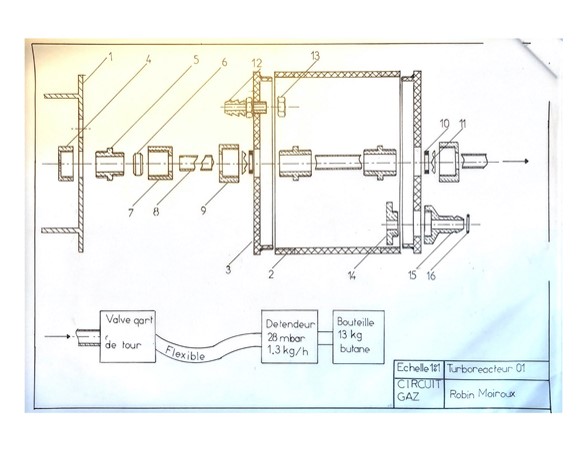 1
4
5
6
12
13
10
11
7
8
9
3
2
14
15
16
Valve qart
de tour
Flexible
Detendeur
28 mbar
1,3 kg/h
Bouteille
13 kg
butane
Echelle 1:1
Turboreacteur 01
CIRCUIT
GAZ
Robin Moiroux